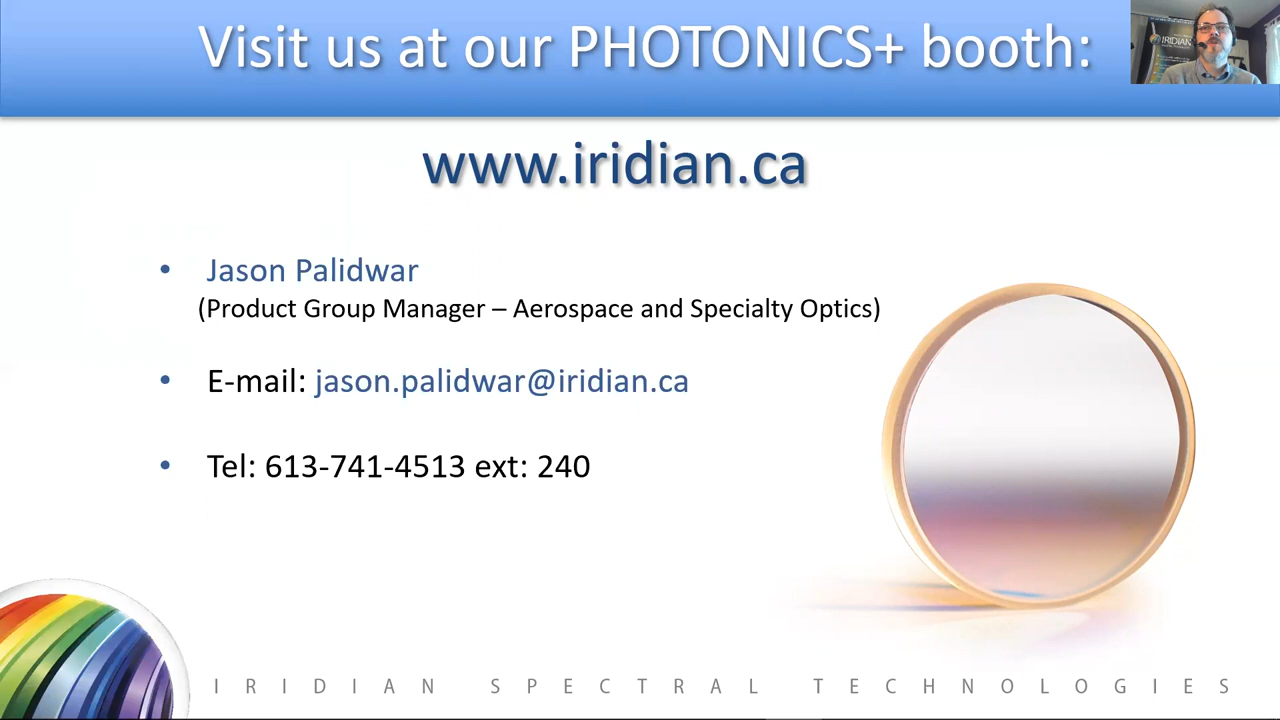 Visit us at our PHOTONICS+ booth:
IRIDIAN
www.iridian.ca
• Jason Palidwar
(Product Group Manager – Aerospace and Specialty Optics)
• E-mail: jason.palidwar@iridian.ca
• Tel: 613-741-4513 ext: 240
IRIDIAN SPECTRAL TECHNOLOGIES